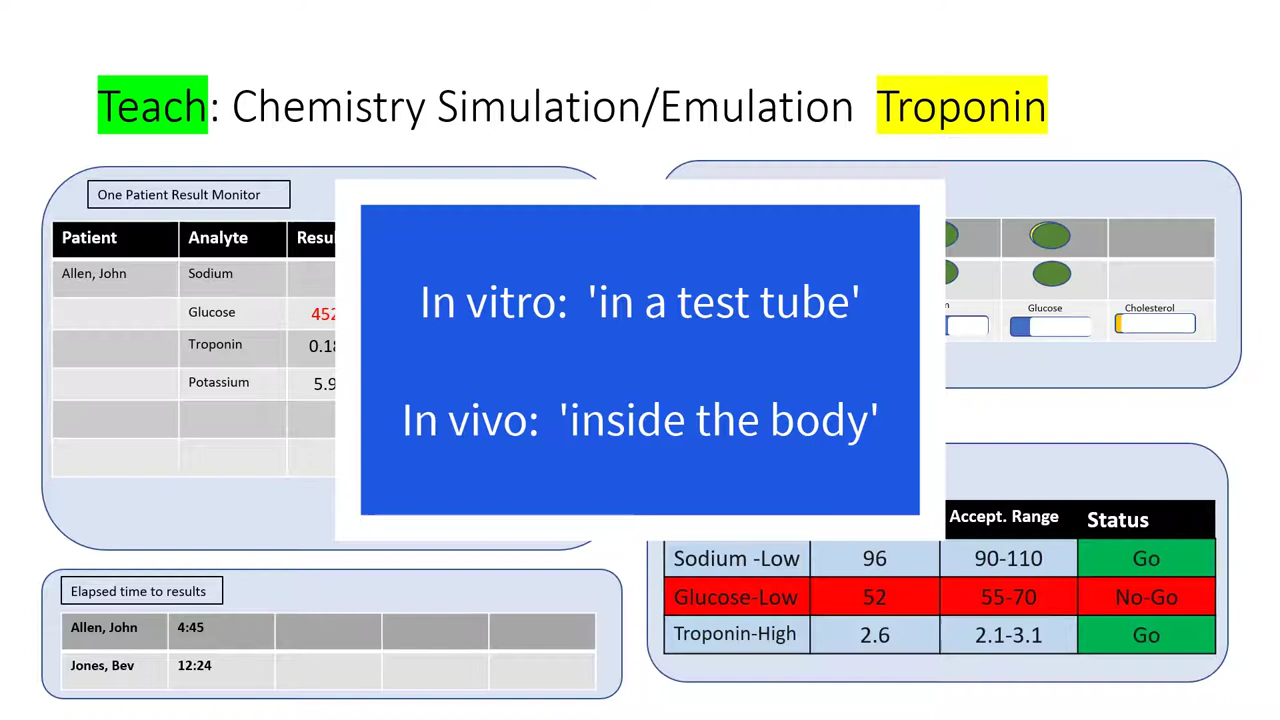 Teach: Chemistry Simulation/Emulation Troponin
One Patient Result Monitor
Patient Analyte
Allen, John Sodium
Glucose 452
Troponin
Potassium 5.9
In vitro: 'in a test tube'
In vivo: 'inside the body'
Glucose Cholesterol
Elapsed time to results
Allen, John 4:45
Jones, Bev 12:24
Accept. Range Status
Sodium -Low 96 90-110 Go
Glucose-Low 52 55-70 No-Go
Troponin-High 2.6 2.1-3.1 Go